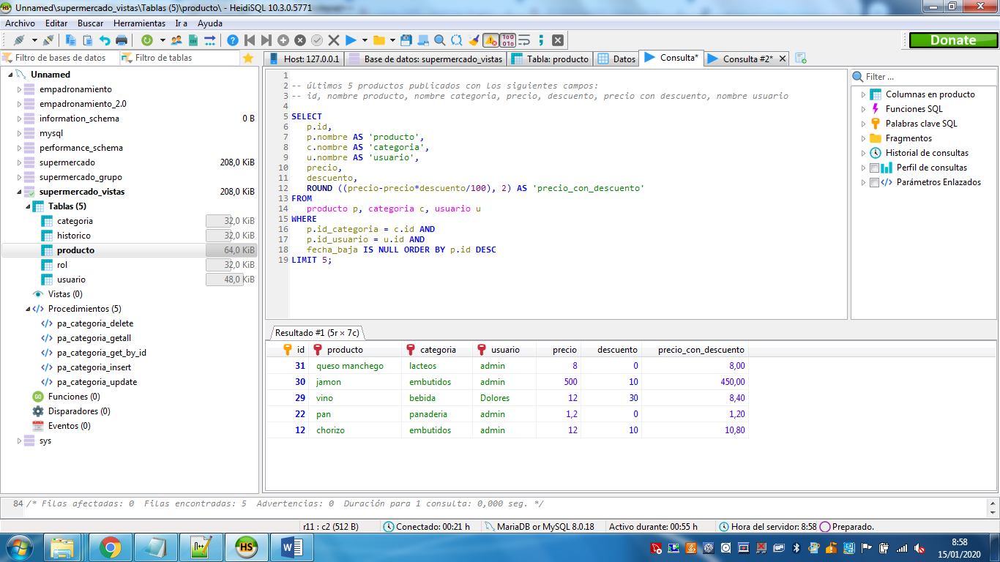 Unnamed\supermercado_vistas\Tablas (5)\producto\ - HeidiSQL 10.3.0.5771
Archivo Editar Buscar Herramientas Ir a Ayuda
Donate
Filtro de bases de datos Filtro de tablas
Host: 127.0.0.1 Base de datos: supermercado_vistas Tabla: producto Datos Consulta* Consulta #2*
Unnamed
empadronamiento
empadronamiento_2.0
information_schema 0 B
mysql
performance_schema
supermercado 208,0 KiB
supermercado_grupo
supermercado_vistas 208,0 KiB
Tablas (5)
categoria 32,0 KiB
historico 32,0 KiB
producto 64,0 KiB
rol 32,0 KiB
usuario 48,0 KiB
Vistas (0)
Procedimientos (5)
pa_categoria_delete
pa_categoria_getall
pa_categoria_get_by_id
pa_categoria_insert
pa_categoria_update
Funciones (0)
Disparadores (0)
Eventos (0)
sys
1
2 -- últimos 5 productos publicados con los siguientes campos:
3 -- id, nombre producto, nombre categoria, precio, descuento, precio con descuento, nombre usuario
4
5 SELECT
6 p.id,
7 p.nombre AS 'producto',
8 c.nombre AS 'categoria',
9 u.nombre AS 'usuario',
10 precio,
11 descuento,
12 ROUND ((precio-precio*descuento/100), 2) AS 'precio_con_descuento'
13 FROM
14 producto p, categoria c, usuario u
15 WHERE
16 p.id_categoria = c.id AND
17 p.id_usuario = u.id AND
18 fecha_baja IS NULL ORDER BY p.id DESC
19 LIMIT 5;
Filter ...
Columnas en producto
Funciones SQL
Palabras clave SQL
Fragmentos
Historial de consultas
Perfil de consultas
Parámetros Enlazados
Resultado #1 (5r × 7c)
id producto categoria usuario precio descuento precio_con_descuento
31 queso manchego lacteos admin 8 0 8,00
30 jamon embutidos admin 500 10 450,00
29 vino bebida Dolores 12 30 8,40
22 pan panaderia admin 1,2 0 1,20
12 chorizo embutidos admin 12 10 10,80
84 /* Filas afectadas: 0 Filas encontradas: 5 Advertencias: 0 Duración para 1 consulta: 0,000 seg. */
r11 : c2 (512 B) Conectado: 00:21 h MariaDB or MySQL 8.0.18 Activo durante: 00:55 h Hora del servidor: 8:58 Preparado.
8:58
15/01/2020